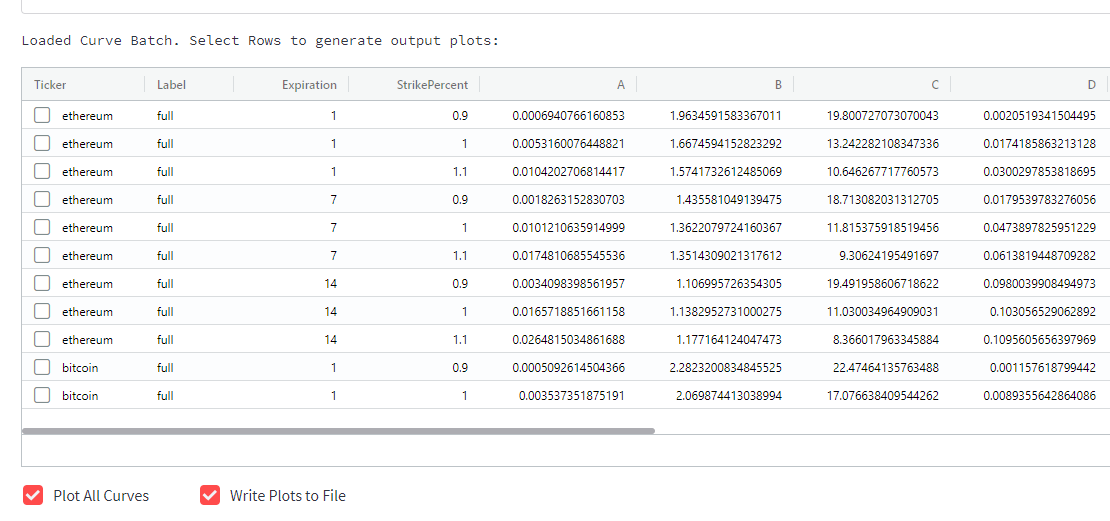 Loaded Curve Batch. Select Rows to generate output plots:
Ticker Label Expiration StrikePercent A B C D
ethereum full 1 0.9 0.0006940766160853 1.9634591583367011 19.800727073070043 0.0020519341504495
ethereum full 1 1 0.0053160076448821 1.6674594152823292 13.242282108347336 0.0174185863213128
ethereum full 1 1.1 0.0104202706814417 1.5741732612485069 10.646267717760573 0.0300297853818695
ethereum full 7 0.9 0.0018263152830703 1.435581049139475 18.713082031312705 0.0179539783276056
ethereum full 7 1 0.0101210635914999 1.3622079724160367 11.815375918519456 0.0473897825951229
ethereum full 7 1.1 0.0174810685545536 1.3514309021317612 9.30624195491697 0.0613819448709282
ethereum full 14 0.9 0.0034098398561957 1.106995726354305 19.491958606718622 0.0980039908494973
ethereum full 14 1 0.0165718851661158 1.1382952731000275 11.030034964909031 0.103056529062892
ethereum full 14 1.1 0.0264815034861688 1.177164124047473 8.366017963345884 0.1095605656397969
bitcoin full 1 0.9 0.0005092614504366 2.2823200834845525 22.47464135763488 0.001157618799442
bitcoin full 1 1 0.003537351875191 2.069874413038994 17.076638409544262 0.0089355642864086
Plot All Curves Write Plots to File